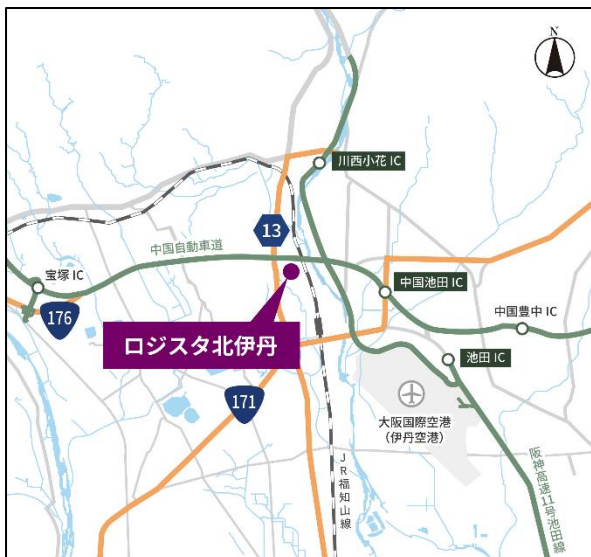 N
川西小花 IC
13
中国自動車道
宝塚 IC
中国池田 IC
176
中国豊中 IC
ロジスタ北伊丹
池田 IC
171
大阪国際空港
（伊丹空港）
JR福知山線
阪神高速11号池田線